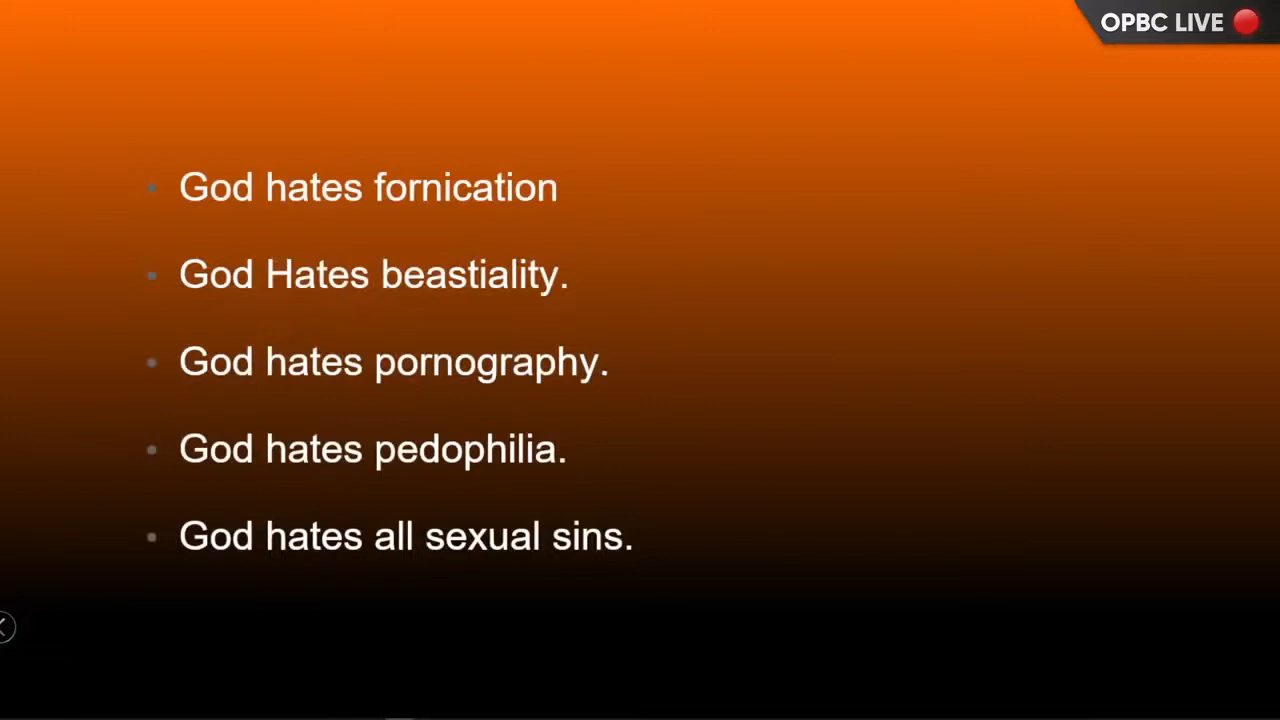 OPBC LIVE
God hates fornication
God Hates beastiality.
God hates pornography.
God hates pedophilia.
God hates all sexual sins.